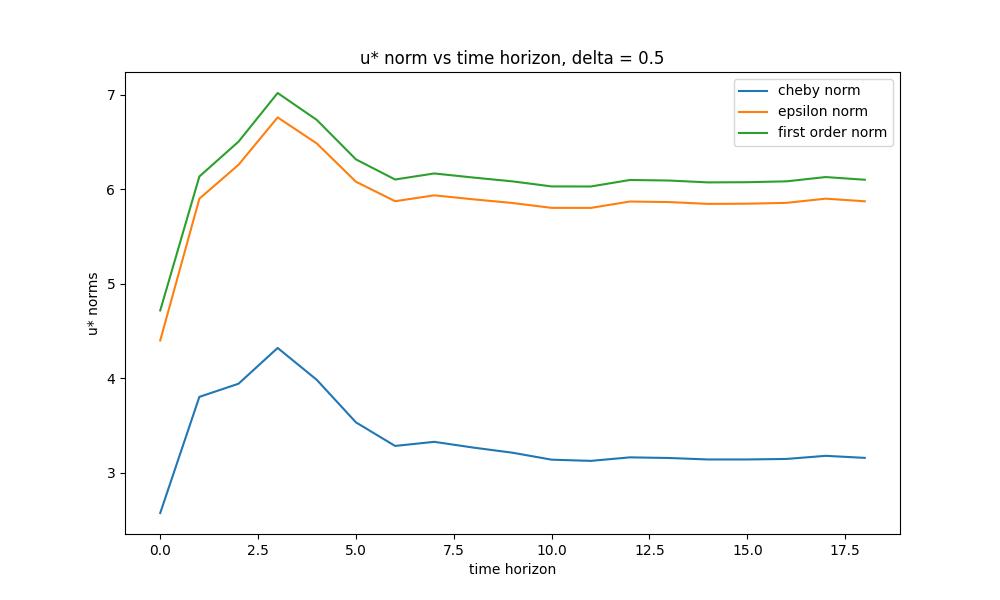 u* norm vs time horizon, delta = 0.5
cheby norm
epsilon norm
first order norm
u* norms
7
6
5
4
3
0.0
2.5
5.0
7.5
10.0
12.5
15.0
17.5
time horizon